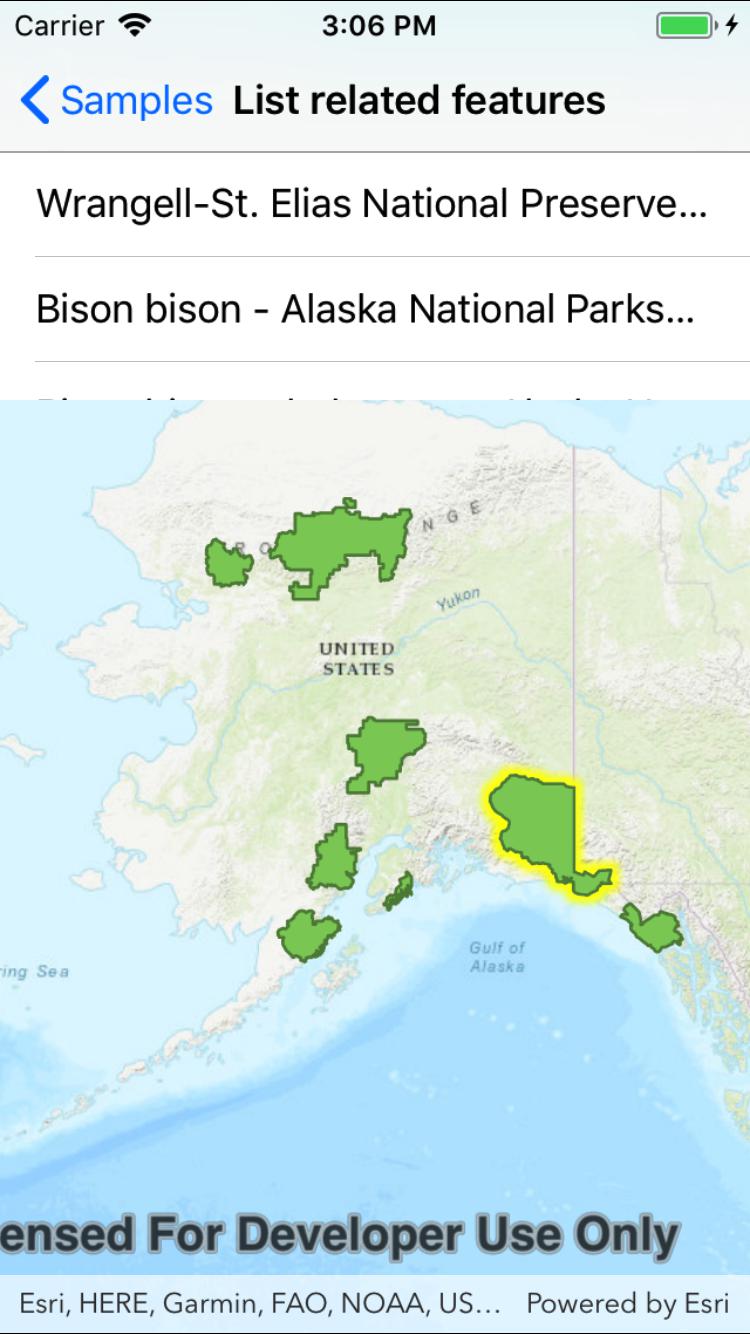 Carrier 3:06 PM
Samples List related features
Wrangell-St. Elias National Preserve...
Bison bison - Alaska National Parks...
R O N G E
Yukon
UNITED
STATES
Gulf of
Alaska
ring Sea
ensed For Developer Use Only
Esri, HERE, Garmin, FAO, NOAA, US... Powered by Esri